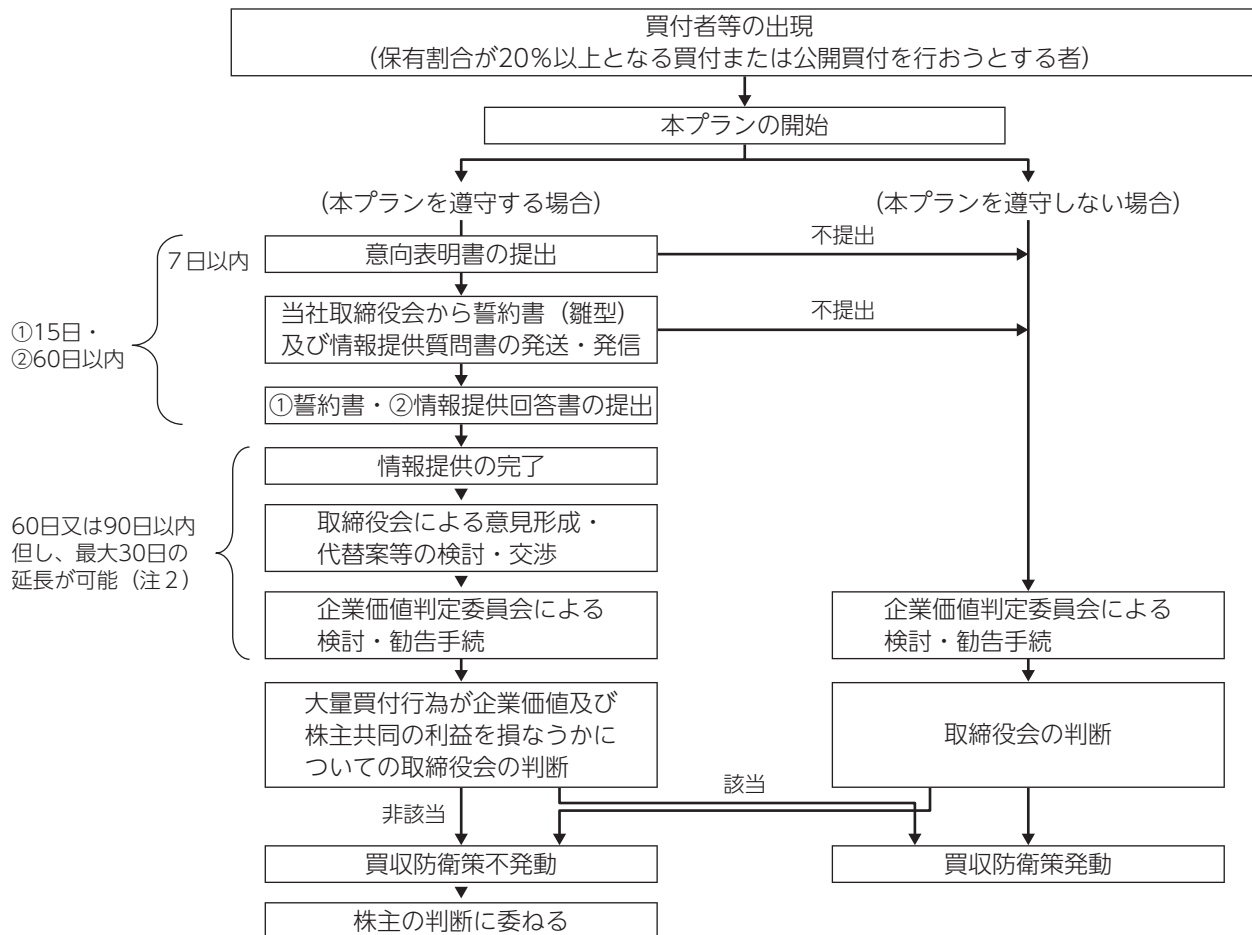 買付者等の出現
(保有割合が20%以上となる買付または公開買付を行おうとする者)
本プランの開始
(本プランを遵守する場合)
(本プランを遵守しない場合)
7日以内
意向表明書の提出
不提出
①15日・
②60日以内
当社取締役会から誓約書（雛型）
及び情報提供質問書の発送・発信
不提出
①誓約書・②情報提供回答書の提出
情報提供の完了
60日又は90日以内
但し、最大30日の
延長が可能（注２）
取締役会による意見形成・
代替案等の検討・交渉
企業価値判定委員会による
検討・勧告手続
企業価値判定委員会による
検討・勧告手続
大量買付行為が企業価値及び
株主共同の利益を損なうかに
ついての取締役会の判断
取締役会の判断
該当
非該当
買収防衛策不発動
買収防衛策発動
株主の判断に委ねる